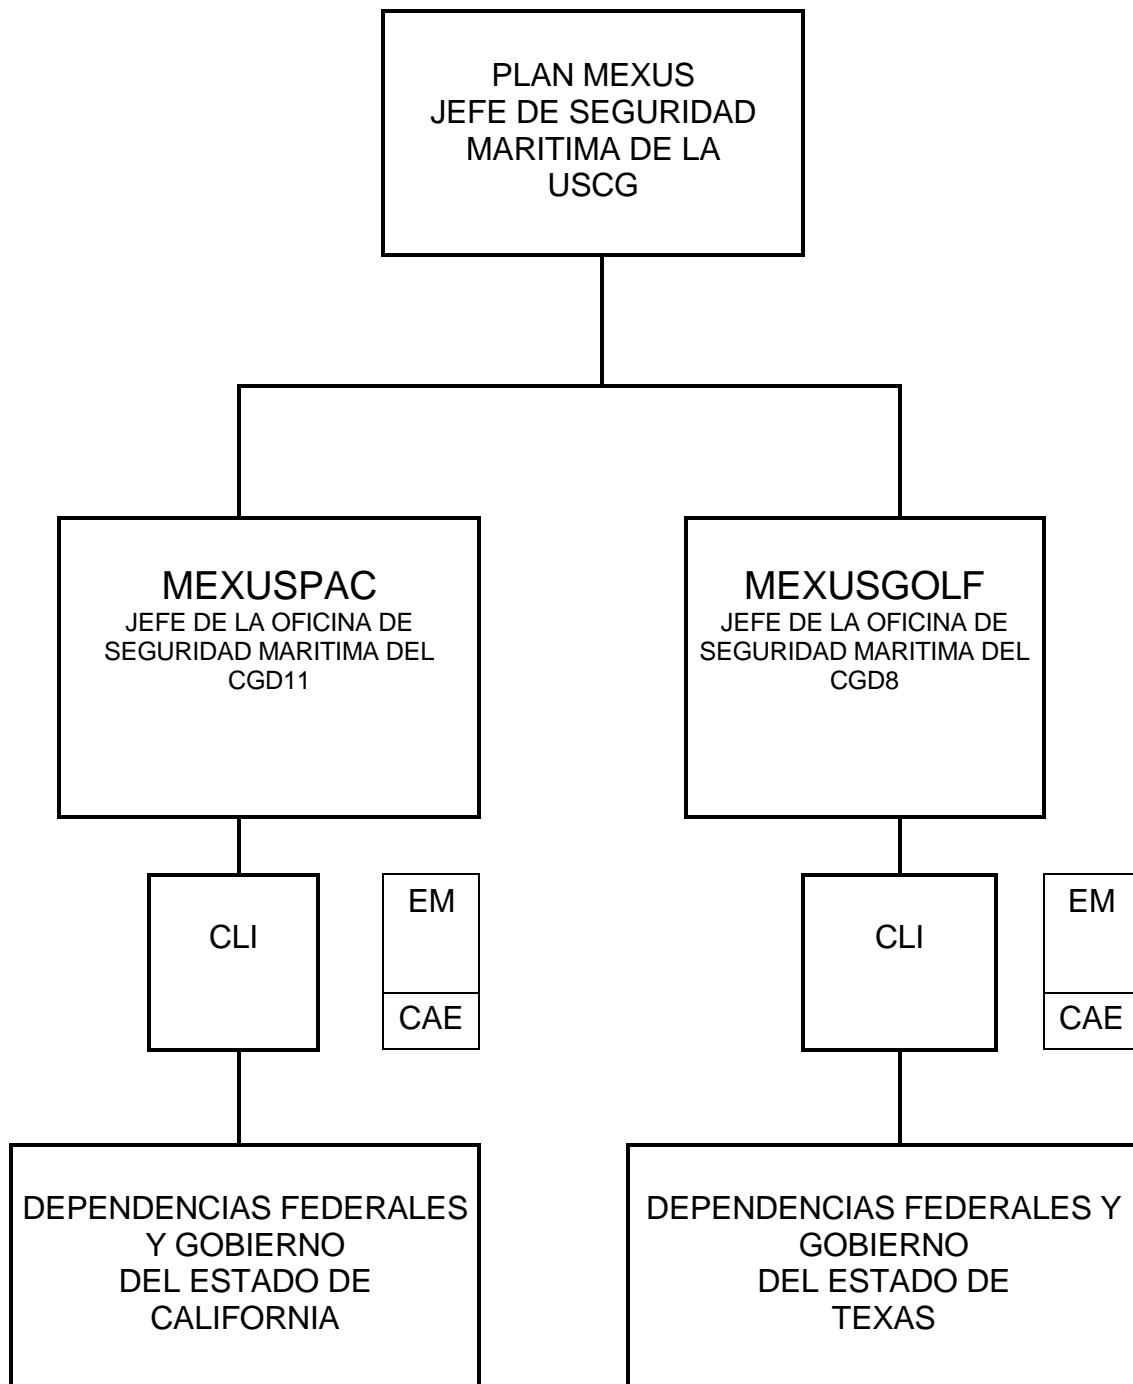 PLAN MEXUS
JEFE DE SEGURIDAD
MARITIMA DE LA
USCG
MEXUSPAC
JEFE DE LA OFICINA DE
SEGURIDAD MARITIMA DEL
CGD11
MEXUSGOLF
JEFE DE LA OFICINA DE
SEGURIDAD MARITIMA DEL
CGD8
CLI
EM
CAE
CLI
EM
CAE
DEPENDENCIAS FEDERALES
Y GOBIERNO
DEL ESTADO DE
CALIFORNIA
DEPENDENCIAS FEDERALES Y
GOBIERNO
DEL ESTADO DE
TEXAS